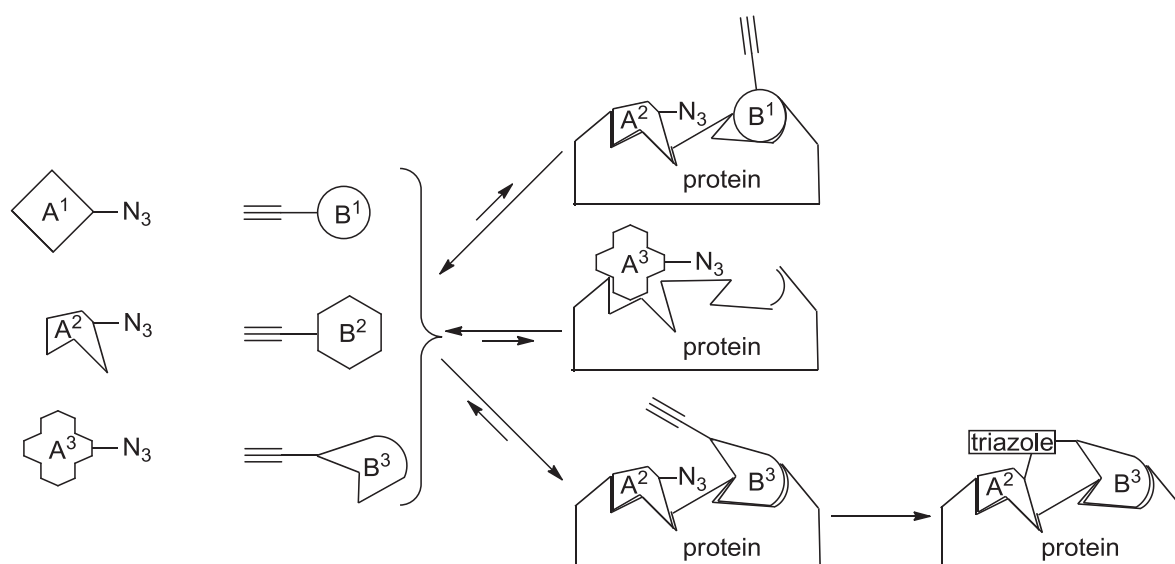 A² N₃ B¹
protein
A¹ N₃ B¹
A³ N₃
A² N₃ B²
protein
A³ N₃ B³
triazole
A² N₃ B³
A² B³
protein
protein